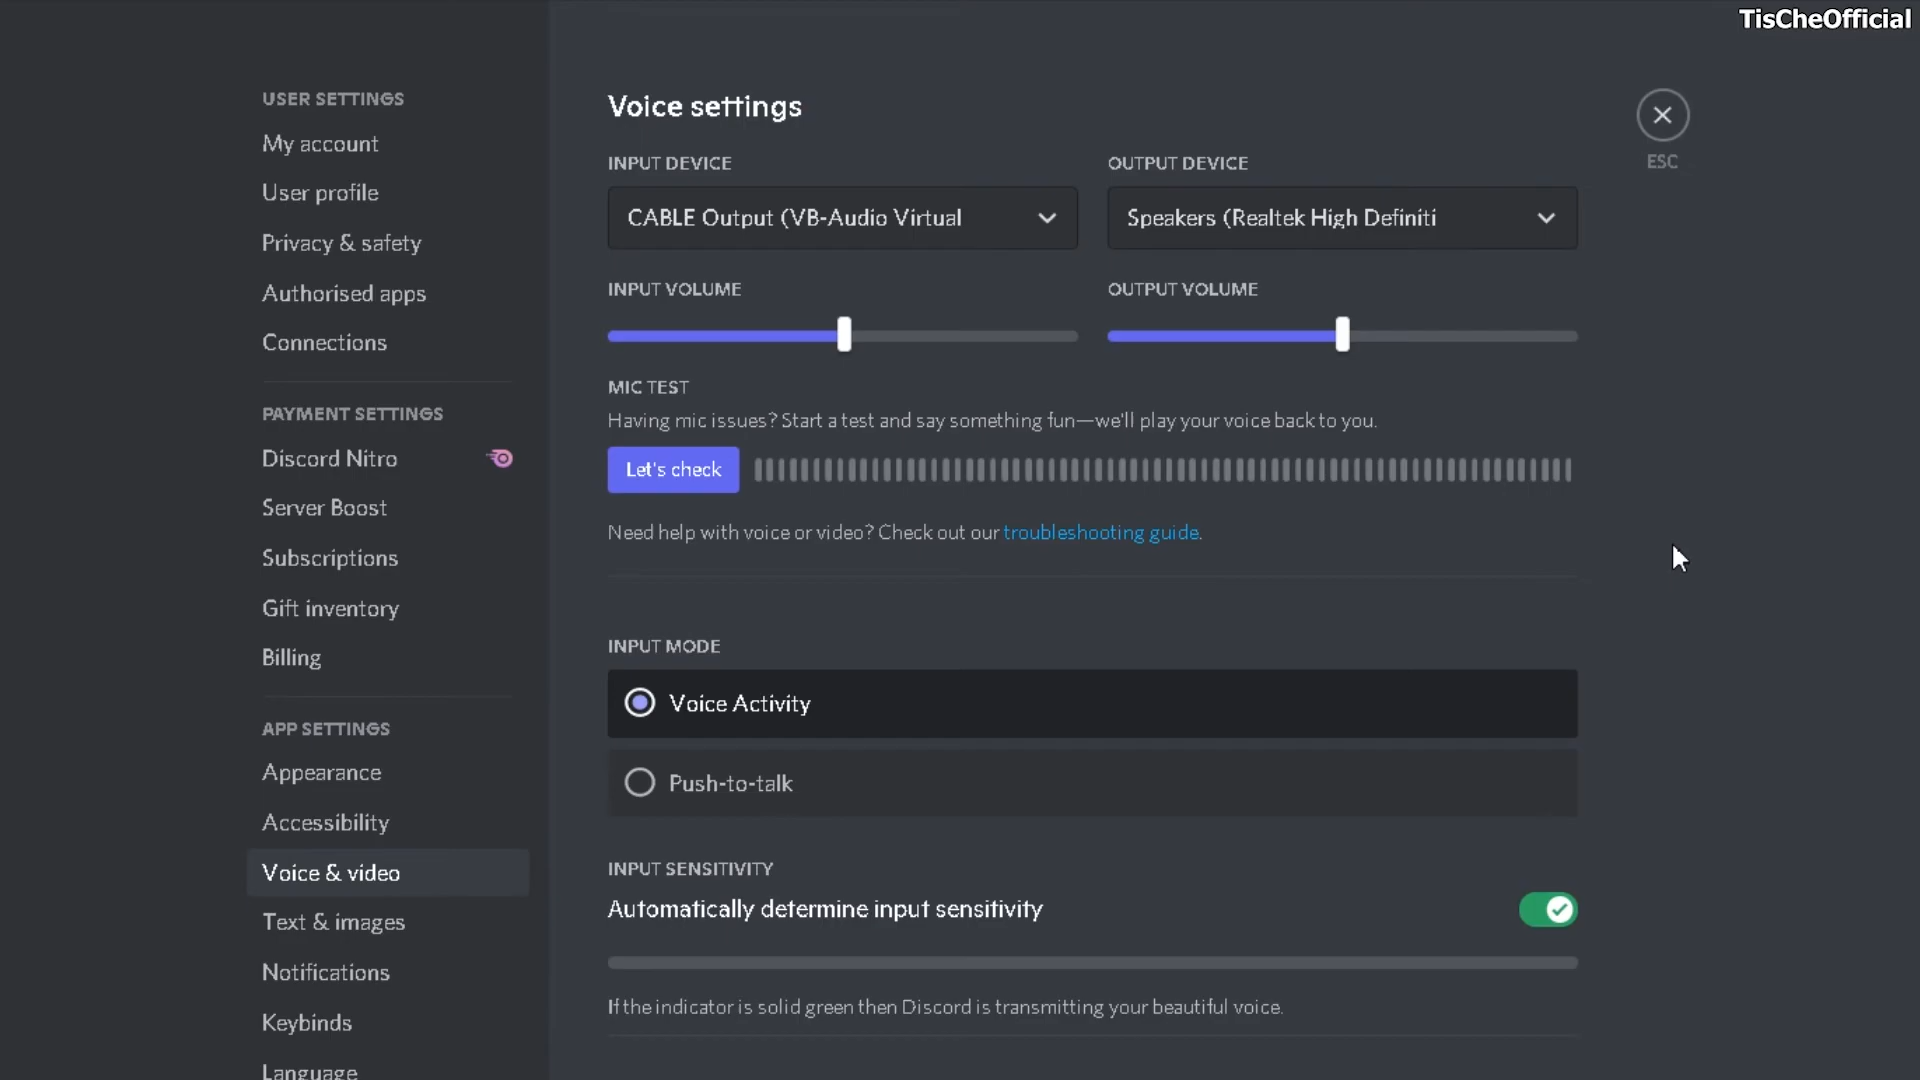 TisCheOfficial
USER SETTINGS
My account
User profile
Privacy & safety
Authorised apps
Connections
PAYMENT SETTINGS
Discord Nitro
Server Boost
Subscriptions
Gift inventory
Billing
APP SETTINGS
Appearance
Accessibility
Voice & video
Text & images
Notifications
Keybinds
Language
Voice settings
ESC
INPUT DEVICE
CABLE Output (VB-Audio Virtual
OUTPUT DEVICE
Speakers (Realtek High Definiti
INPUT VOLUME
OUTPUT VOLUME
MIC TEST
Having mic issues? Start a test and say something fun—we'll play your voice back to you.
Let's check
Need help with voice or video? Check out our troubleshooting guide.
INPUT MODE
Voice Activity
Push-to-talk
INPUT SENSITIVITY
Automatically determine input sensitivity
If the indicator is solid green then Discord is transmitting your beautiful voice.